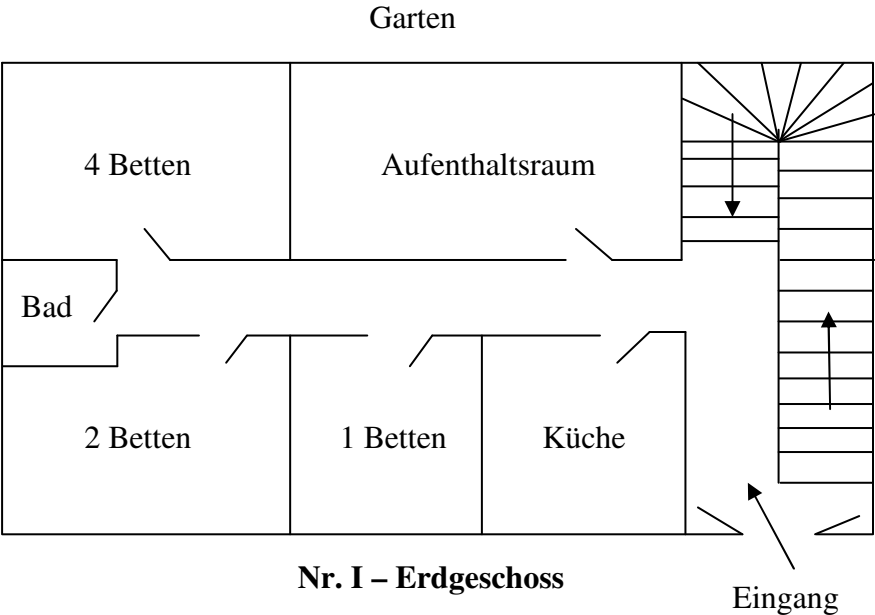 Garten
4 Betten
Aufenthaltsraum
Bad
2 Betten
1 Betten
Küche
Nr. I – Erdgeschoss
Eingang